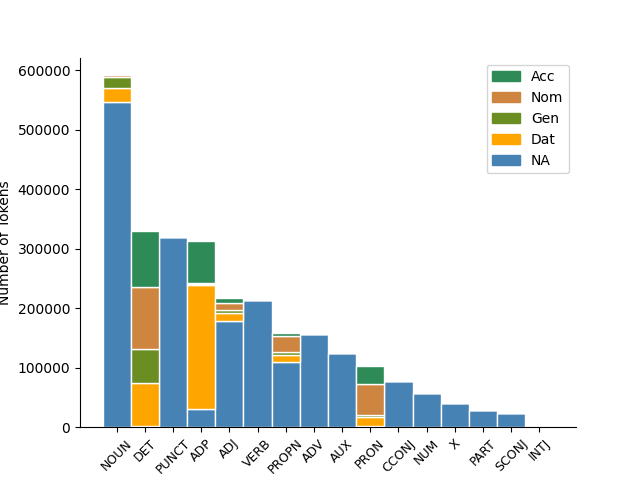 Number of Tokens
600000
500000
400000
300000
200000
100000
0
NOUN
DET
PUNCT
ADP
ADJ
VERB
PROPN
ADV
AUX
PRON
CCONJ
NUM
X
PART
SCONJ
INTJ
Acc
Nom
Gen
Dat
NA